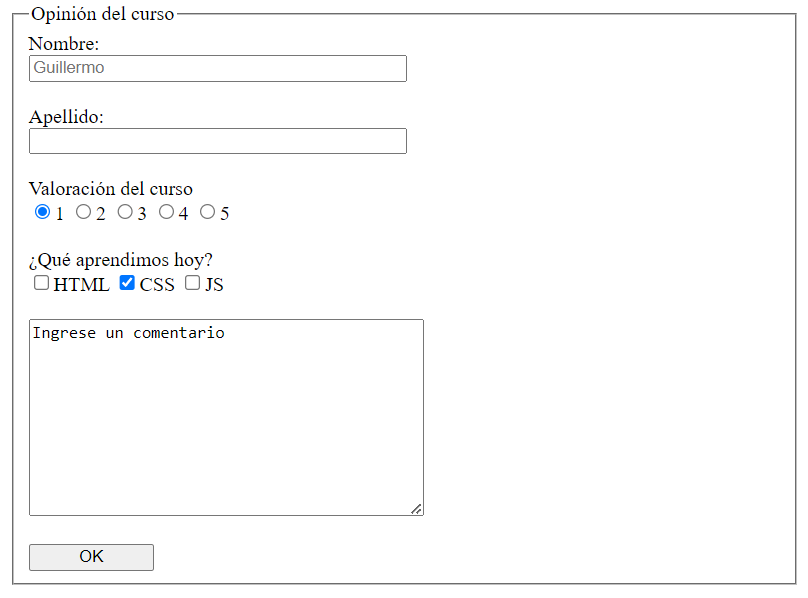 Opinión del curso
Nombre:
Guillermo
Apellido:
Valoración del curso
1 2 3 4 5
¿Qué aprendimos hoy?
HTML CSS JS
Ingrese un comentario
OK